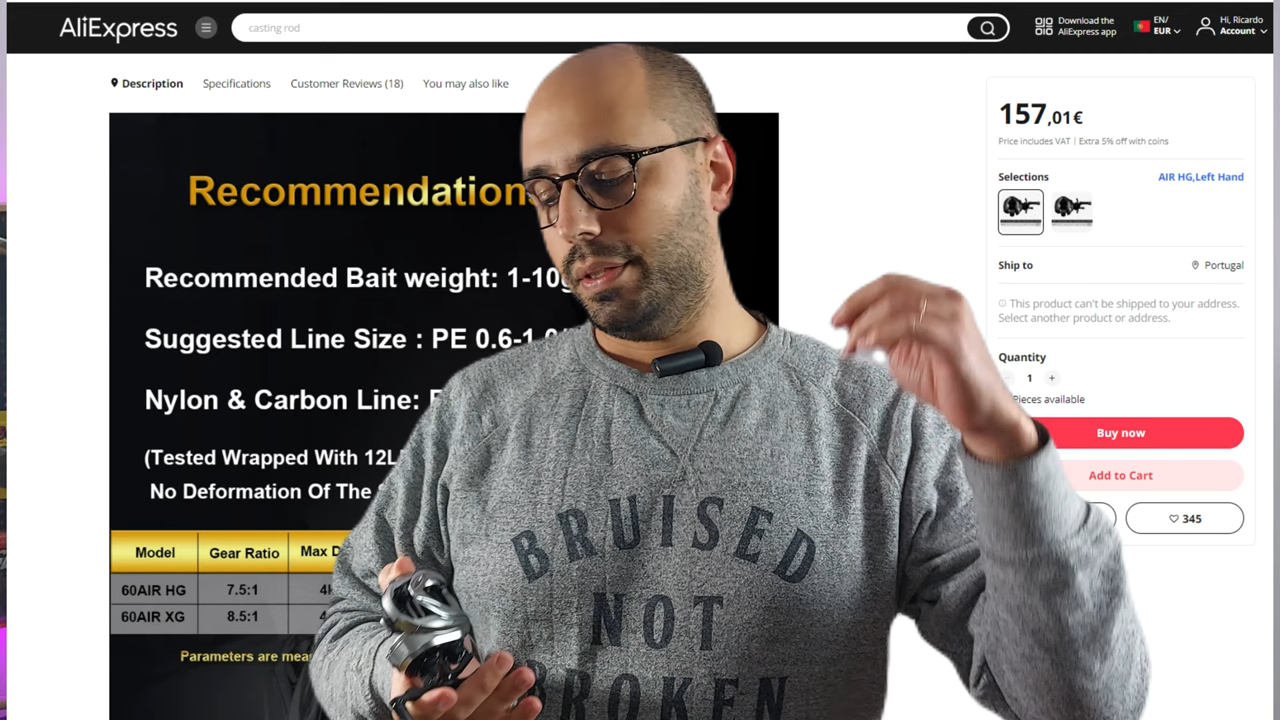 AliExpress
casting rod
Download the
AliExpress app
EN/
EUR
Hi, Ricardo
Account
Description
Specifications
Customer Reviews (18)
You may also like
Recommendation
Recommended Bait weight: 1-10g
Suggested Line Size : PE 0.6-1.0/
Nylon & Carbon Line:
(Tested Wrapped With 12L
No Deformation Of The
Model Gear Ratio Max D
60AIR HG 7.5:1 4
60AIR XG 8.5:1 4
Parameters are mea
157,01€
Price includes VAT | Extra 5% off with coins
Selections
AIR HG,Left Hand
Ship to
Portugal
This product can't be shipped to your address.
Select another product or address.
Quantity
1 +
Pieces available
Buy now
Add to Cart
345
BRUISED
NOT
BROKEN